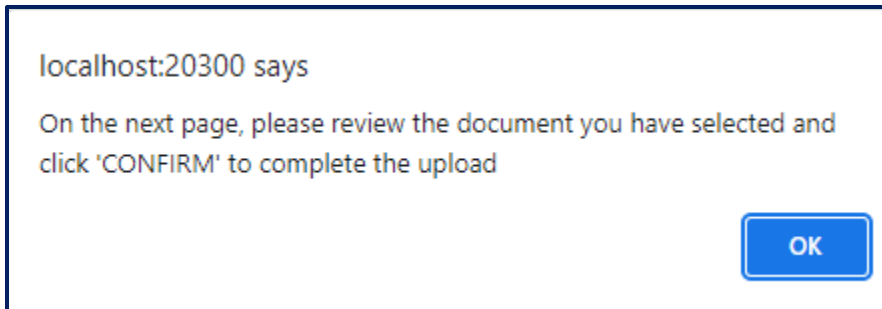 localhost:20300 says
On the next page, please review the document you have selected and
click 'CONFIRM' to complete the upload
OK